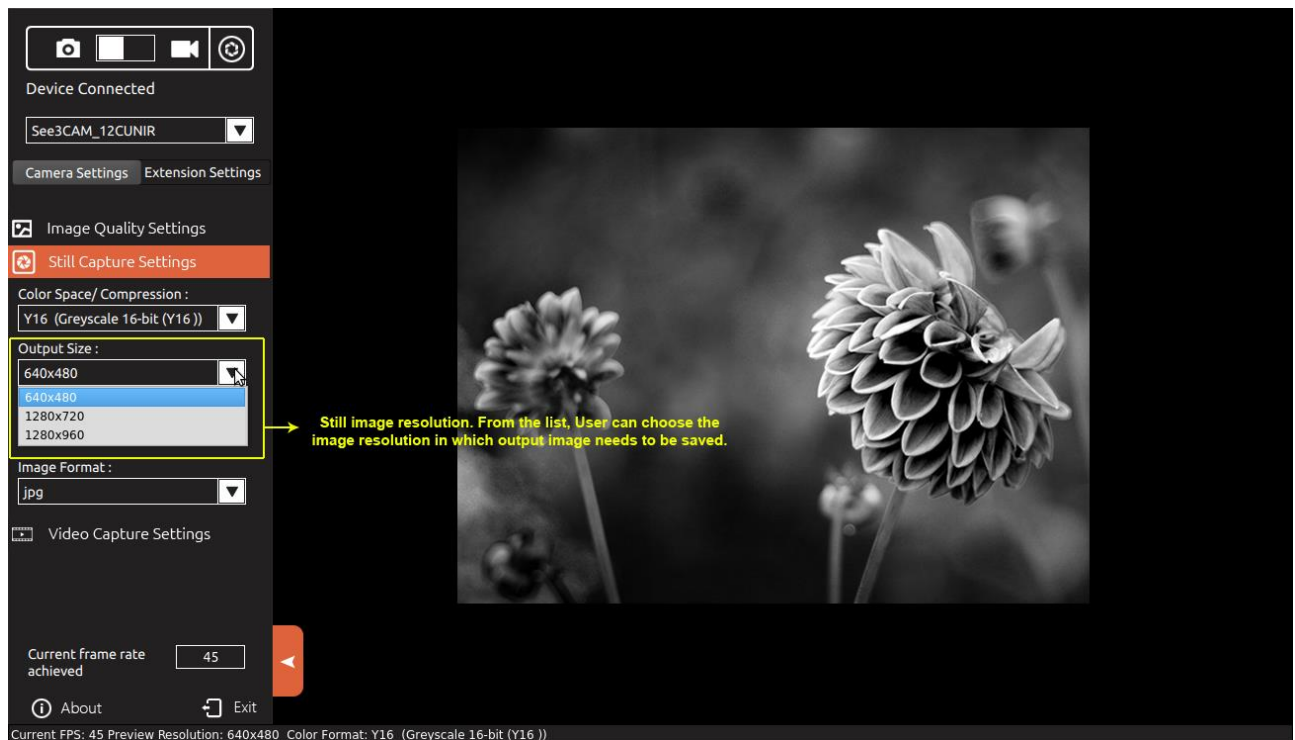 Device Connected
See3CAM_12CUNIR
Camera Settings Extension Settings
Image Quality Settings
Still Capture Settings
Color Space/ Compression :
Y16 (Greyscale 16-bit (Y16 ))
Output Size :
640x480
640x480
1280x720
1280x960
Still image resolution. From the list, User can choose the
image resolution in which output image needs to be saved.
Image Format :
jpg
Video Capture Settings
Current frame rate
achieved
45
About Exit
Current FPS: 45 Preview Resolution: 640x480 Color Format: Y16 (Greyscale 16-bit (Y16 ))